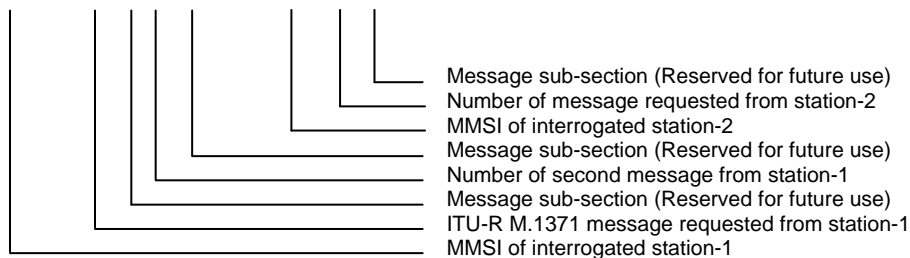 Message sub-section (Reserved for future use)
Number of message requested from station-2
MMSI of interrogated station-2
Message sub-section (Reserved for future use)
Number of second message from station-1
Message sub-section (Reserved for future use)
ITU-R M.1371 message requested from station-1
MMSI of interrogated station-1